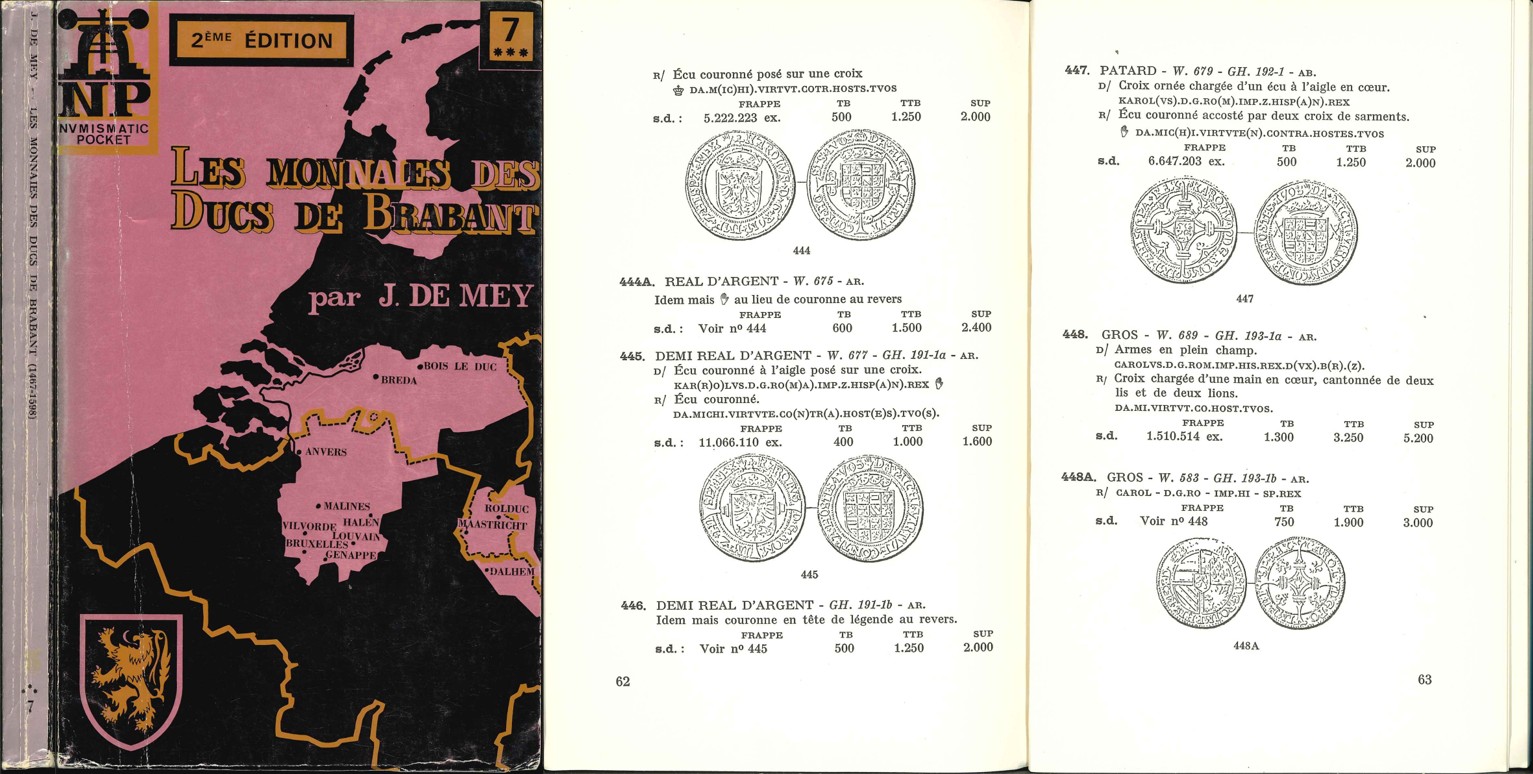 J. DE MEY - LES MONNAIES DES DUCS DE BRABANT (1467-1598)
7
NP
NVMISMATIC
POCKET
2ÈME ÉDITION
7
***
LES MONNAIES DES
DUCS DE BRABANT
par J. DE MEY
BOIS LE DUC
BREDA
ANVERS
MALINES
HALEN
VILVORDE
LOUVAIN
BRUXELLES
GENAPPE
ROLDUC
MAASTRICHT
DALHEM
R/ Écu couronné posé sur une croix
DA.M(IC)HI).VIRTVT.COTR.HOSTS.TVOS
FRAPPE TB TTB SUP
s.d. : 5.222.223 ex. 500 1.250 2.000
444
444A. REAL D'ARGENT - W. 675 - AR.
Idem mais au lieu de couronne au revers
FRAPPE TB TTB SUP
s.d. : Voir nº 444 600 1.500 2.400
445. DEMI REAL D'ARGENT - W. 677 - GH. 191-1a - AR.
D/ Écu couronné à l'aigle posé sur une croix.
KAR(R)O)LVS.D.G.RO(M)A).IMP.Z.HISP(A)N).REX
R/ Écu couronné.
DA.MICHI.VIRTVTE.CO(N)TR(A).HOST(E)S).TVO(S).
FRAPPE TB TTB SUP
s.d. : 11.066.110 ex. 400 1.000 1.600
445
446. DEMI REAL D'ARGENT - GH. 191-1b - AR.
Idem mais couronne en tête de légende au revers.
FRAPPE TB TTB SUP
s.d. : Voir nº 445 500 1.250 2.000
62
447. PATARD - W. 679 - GH. 192-1 - AB.
D/ Croix ornée chargée d'un écu à l'aigle en cœur.
KAROL(VS).D.G.RO(M).IMP.Z.HISP(A)N).REX
R/ Écu couronné accosté par deux croix de sarments.
DA.MIC(H)I.VIRTVTE(N).CONTRA.HOSTES.TVOS
FRAPPE TB TTB SUP
s.d. 6.647.203 ex. 500 1.250 2.000
447
448. GROS - W. 689 - GH. 193-1a - AR.
D/ Armes en plein champ.
CAROLVS.D.G.ROM.IMP.HIS.REX.D(VX).B(R).(Z).
R/ Croix chargée d'une main en cœur, cantonnée de deux
lis et de deux lions.
DA.MI.VIRTVT.CO.HOST.TVOS.
FRAPPE TB TTB SUP
s.d. 1.510.514 ex. 1.300 3.250 5.200
448A. GROS - W. 583 - GH. 193-1b - AR.
R/ CAROL - D.G.RO - IMP.HI - SP.REX
FRAPPE TB TTB SUP
s.d. Voir nº 448 750 1.900 3.000
448A
63